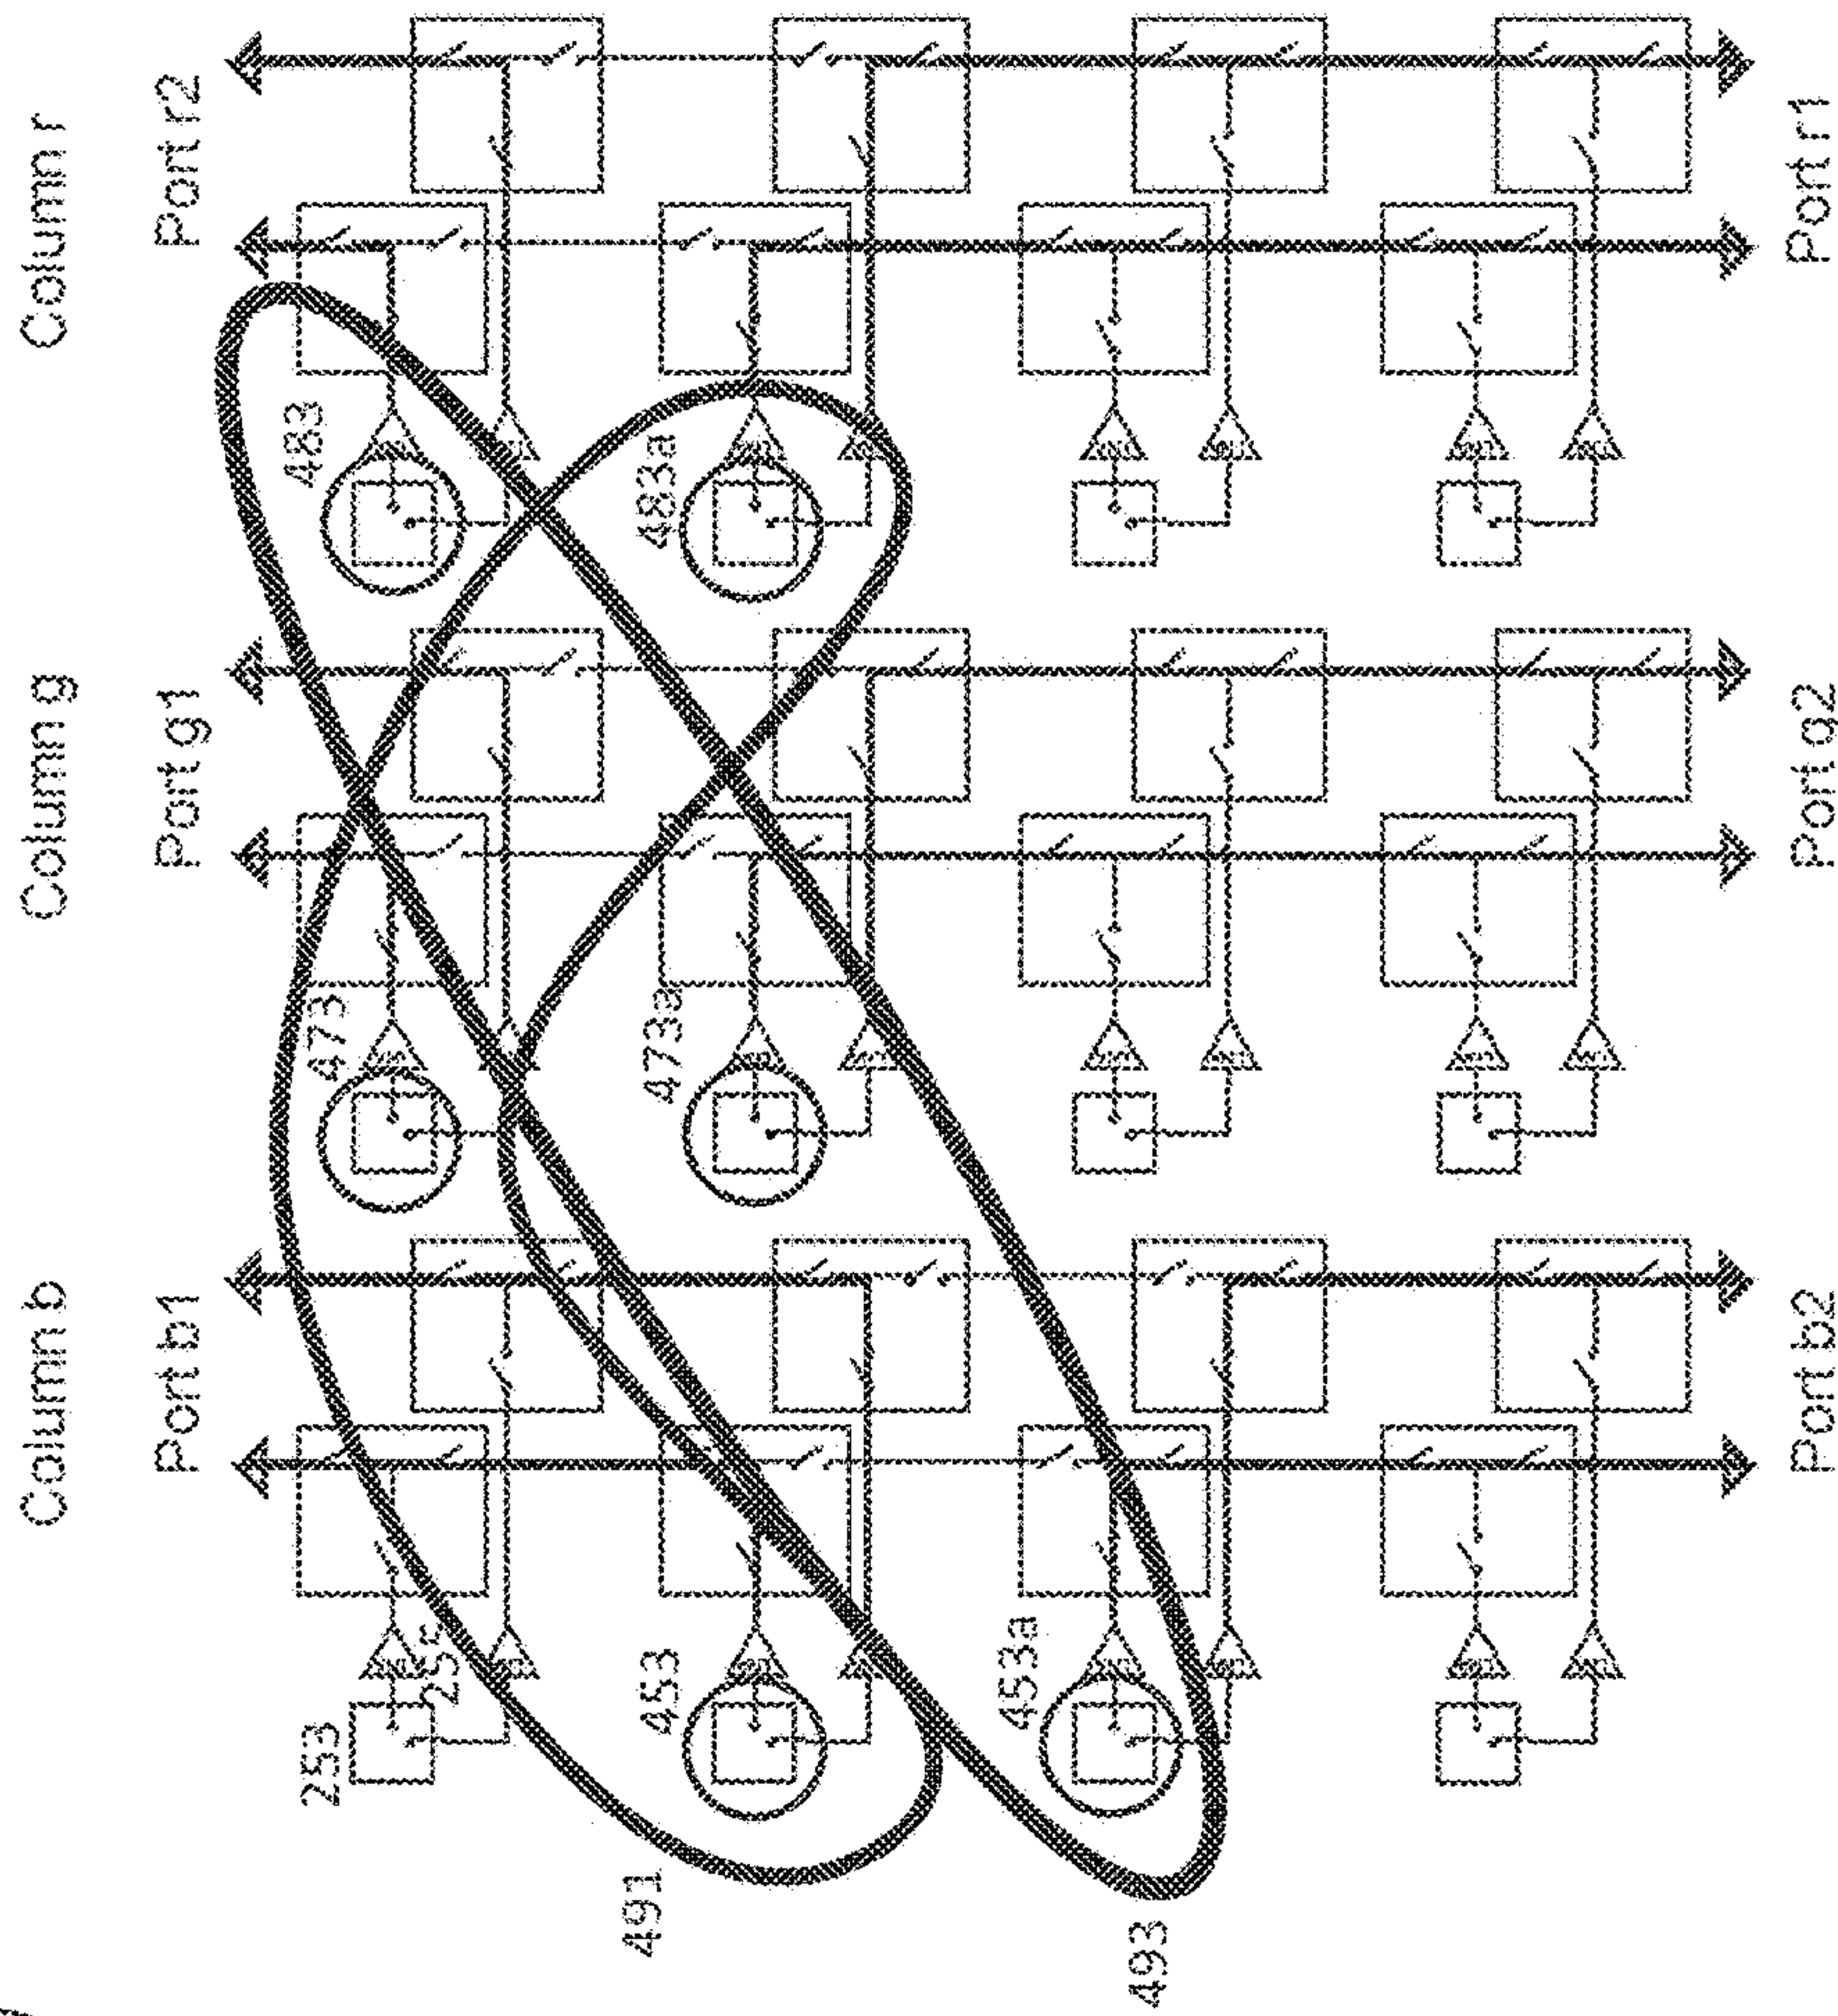 Column b
Column g
Column r
Port b1
Port g1
Port r2
253
473
483
491
453
473a
483a
453a
493
Port b2
Port g2
Port r1